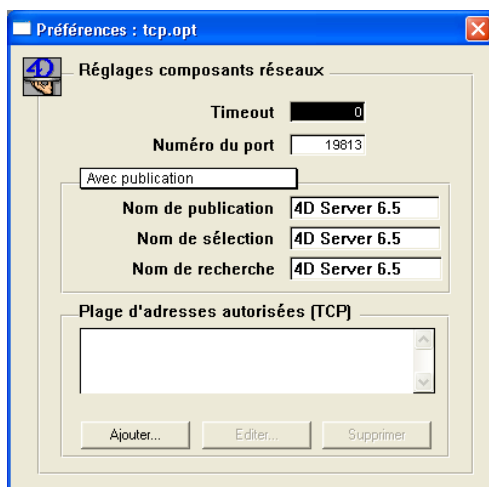 Préférences : tcp.opt
4D
Réglages composants réseaux
Timeout 0
Numéro du port 19813
Avec publication
Nom de publication 4D Server 6.5
Nom de sélection 4D Server 6.5
Nom de recherche 4D Server 6.5
Plage d'adresses autorisées (TCP)
Ajouter... Editer... Supprimer